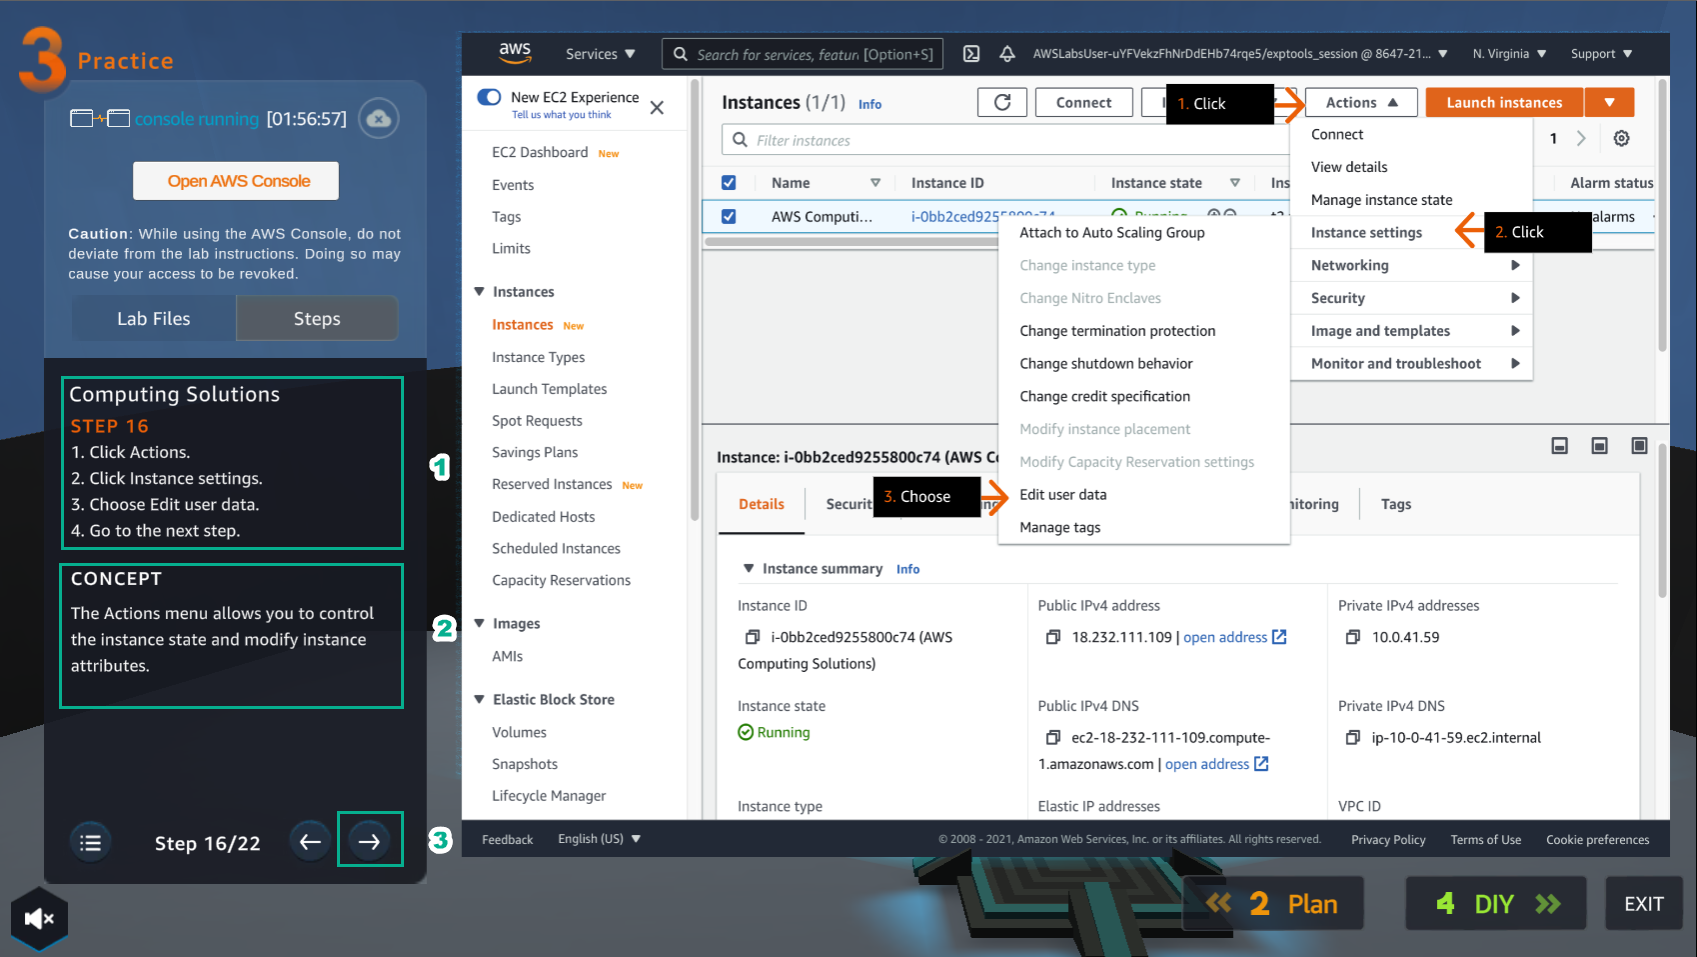 3 Practice
console running [01:56:57]
Open AWS Console
Caution: While using the AWS Console, do not
deviate from the lab instructions. Doing so may
cause your access to be revoked.
Lab Files
Steps
Computing Solutions
STEP 16
1. Click Actions.
2. Click Instance settings.
3. Choose Edit user data.
4. Go to the next step.
1
CONCEPT
The Actions menu allows you to control
the instance state and modify instance
attributes.
2
Step 16/22
3
aws
Services
Search for services, featur [Option+S]
AWSLabsUser-uYFVekzFhNrDdEHb74rqe5/exptools_session @ 8647-21...
N. Virginia
Support
New EC2 Experience
Tell us what you think
EC2 Dashboard New
Events
Tags
Limits
Instances
Instances New
Instance Types
Launch Templates
Spot Requests
Savings Plans
Reserved Instances New
Dedicated Hosts
Scheduled Instances
Capacity Reservations
Images
AMIs
Elastic Block Store
Volumes
Snapshots
Lifecycle Manager
Instances (1/1) Info
Connect
1. Click
Actions
Launch instances
Filter instances
1
Name
Instance ID
Instance state
Ins
Alarm status
AWS Computi...
i-0bb2ced9255800c74
Running
alarms
Connect
View details
Manage instance state
Instance settings
2. Click
Networking
Security
Image and templates
Monitor and troubleshoot
Attach to Auto Scaling Group
Change instance type
Change Nitro Enclaves
Change termination protection
Change shutdown behavior
Change credit specification
Modify instance placement
Modify Capacity Reservation settings
3. Choose
Edit user data
Manage tags
Instance: i-0bb2ced9255800c74 (AWS Co
Details
Securit
nitoring
Tags
Instance summary Info
Instance ID
i-0bb2ced9255800c74 (AWS
Computing Solutions)
Public IPv4 address
18.232.111.109 | open address
Private IPv4 addresses
10.0.41.59
Instance state
Running
Public IPv4 DNS
ec2-18-232-111-109.compute-
1.amazonaws.com | open address
Private IPv4 DNS
ip-10-0-41-59.ec2.internal
Instance type
Elastic IP addresses
VPC ID
Feedback
English (US)
© 2008 - 2021, Amazon Web Services, Inc. or its affiliates. All rights reserved.
Privacy Policy
Terms of Use
Cookie preferences
2 Plan
4 DIY
EXIT